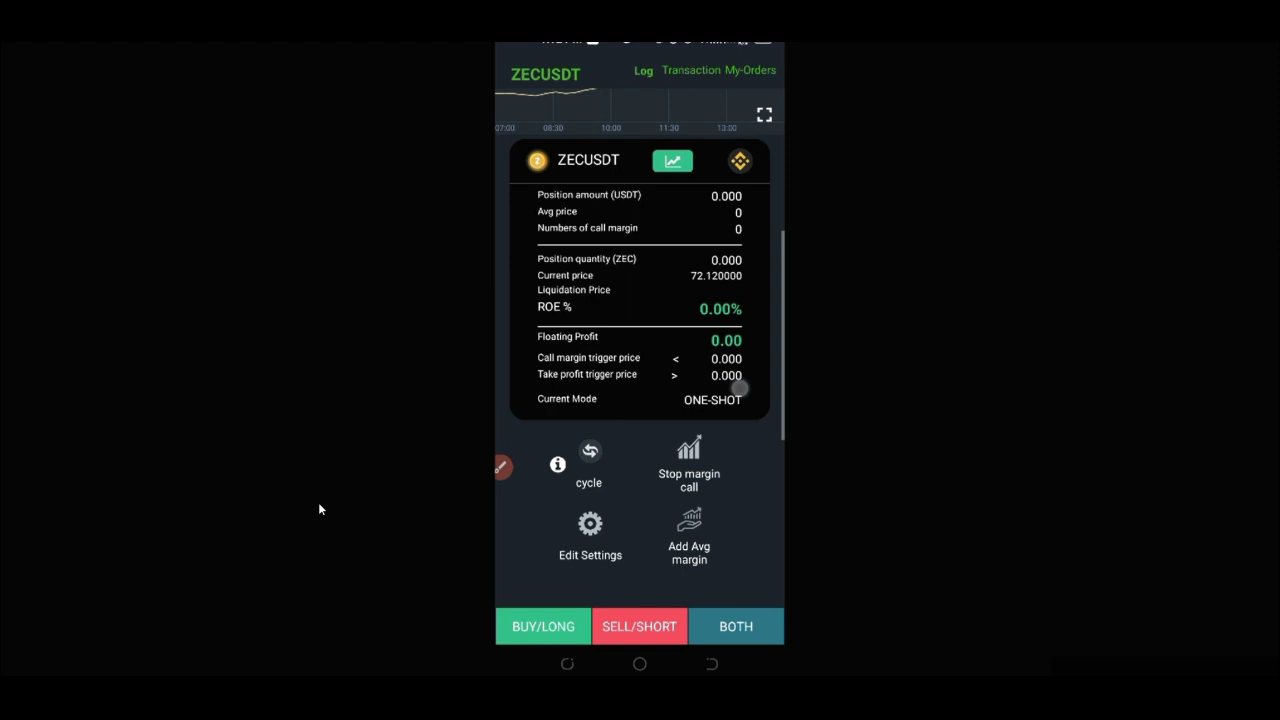 ZECUSDT Log Transaction My-Orders
07:00 08:30 10:00 11:30 13:00
ZECUSDT
Position amount (USDT) 0.000
Avg price 0
Numbers of call margin 0
Position quantity (ZEC) 0.000
Current price 72.120000
Liquidation Price
ROE % 0.00%
Floating Profit 0.00
Call margin trigger price < 0.000
Take profit trigger price > 0.000
Current Mode ONE-SHOT
cycle
Stop margin
call
Edit Settings
Add Avg
margin
BUY/LONG SELL/SHORT BOTH